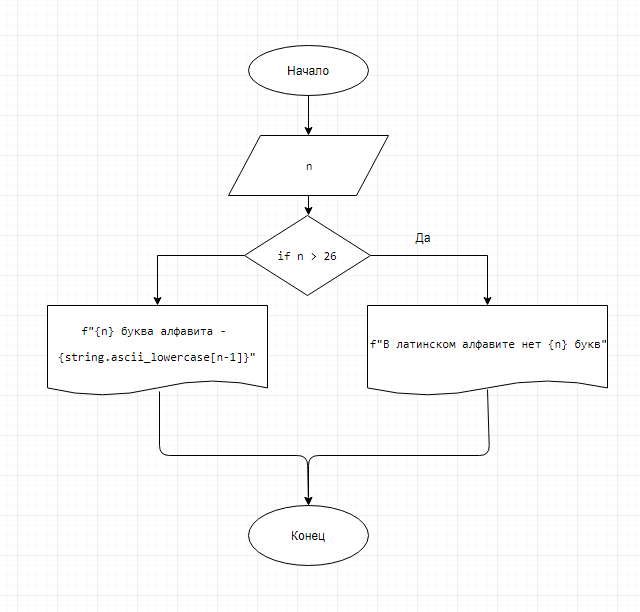 Начало
n
if n > 26
Да
f"{n} буква алфавита -
{string.ascii_lowercase[n-1]}"
f"В латинском алфавите нет {n} букв"
Конец